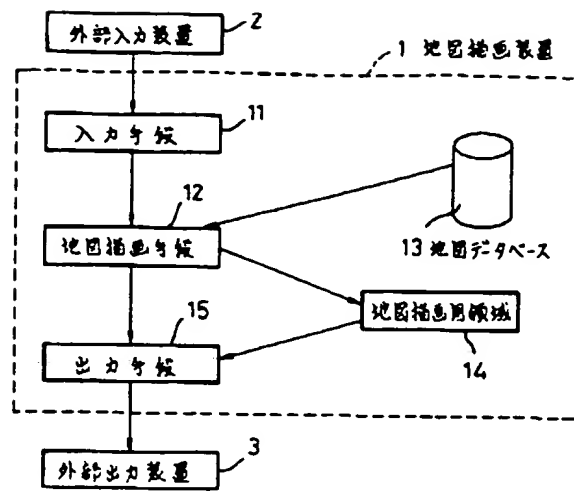 外部入力装置
2
1 地図描画装置
入力手段
11
12
地図描画手段
13 地図データベース
地図描画用領域
14
15
出力手段
外部出力装置
3